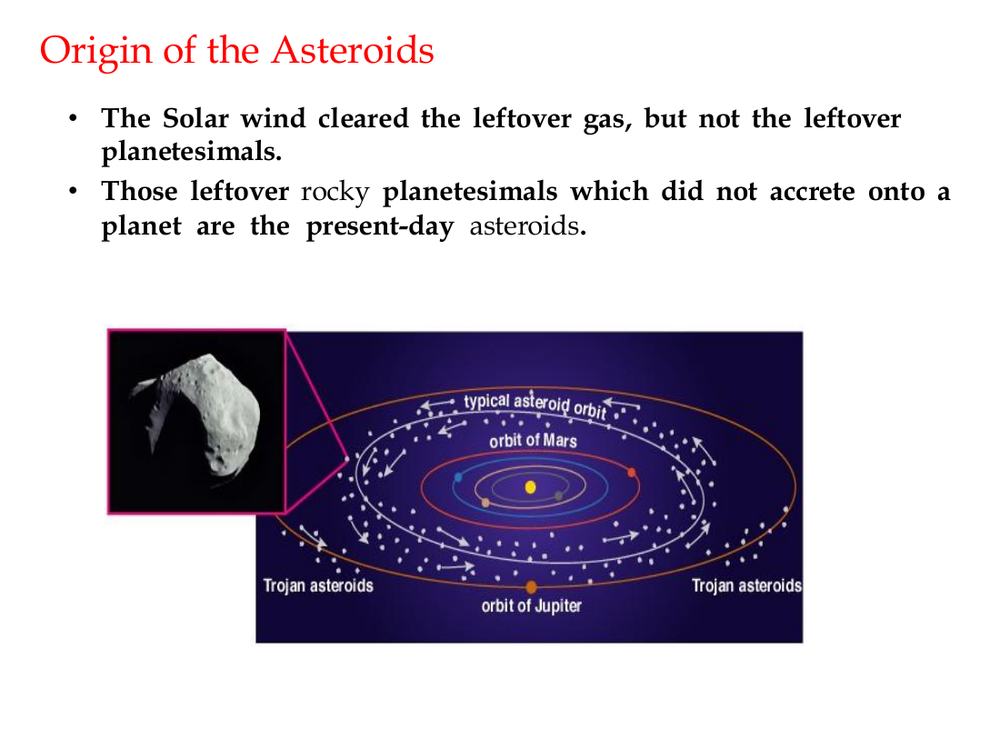 Origin of the Asteroids
• The Solar wind cleared the leftover gas, but not the leftover
planetesimals.
• Those leftover rocky planetesimals which did not accrete onto a
planet are the present-day asteroids.
typical asteroid orbit
orbit of Mars
Trojan asteroids
Trojan asteroids
orbit of Jupiter